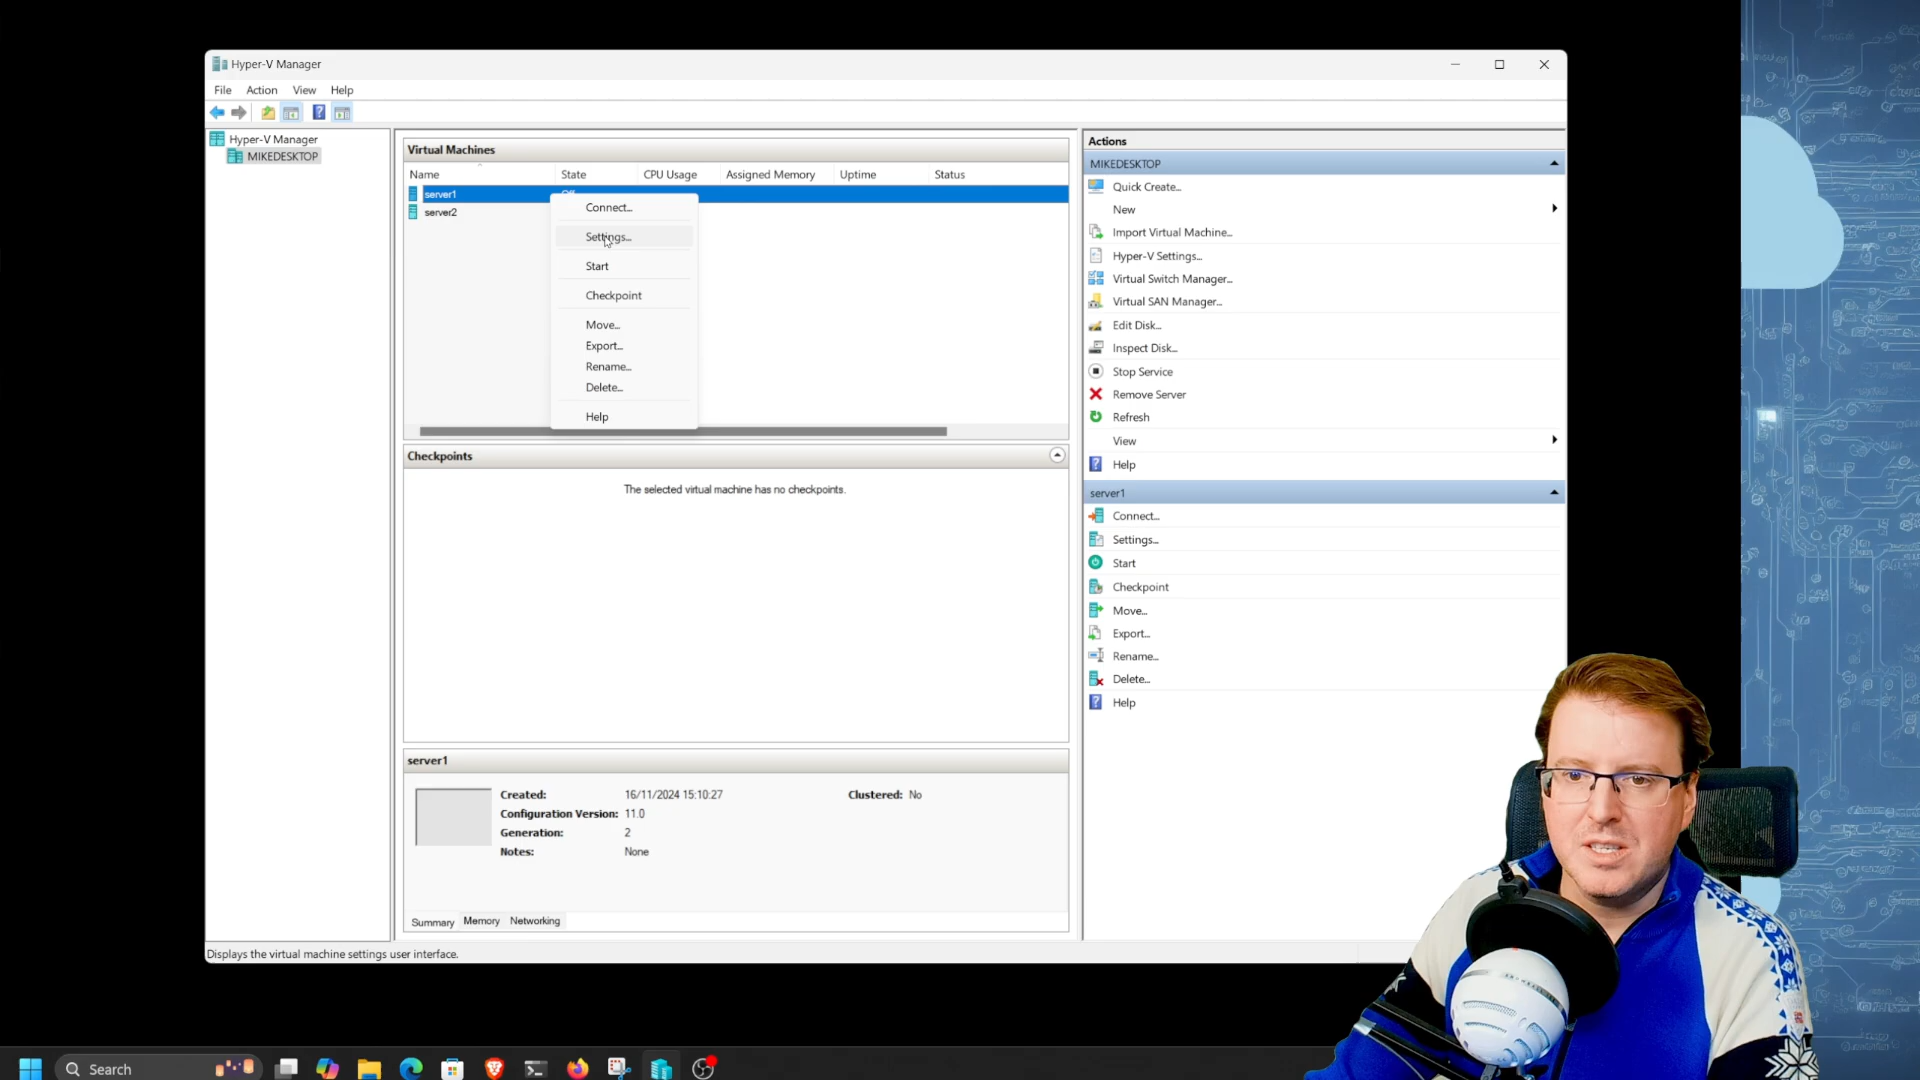 Hyper-V Manager
File Action View Help
Hyper-V Manager
MIKEDESKTOP
Virtual Machines
Name State CPU Usage Assigned Memory Uptime Status
server1
server2
Connect...
Settings...
Start
Checkpoint
Move...
Export...
Rename...
Delete...
Help
Checkpoints
The selected virtual machine has no checkpoints.
server1
Created: 16/11/2024 15:10:27 Clustered: No
Configuration Version: 11.0
Generation: 2
Notes: None
Summary Memory Networking
Actions
MIKEDESKTOP
Quick Create...
New
Import Virtual Machine...
Hyper-V Settings...
Virtual Switch Manager...
Virtual SAN Manager...
Edit Disk...
Inspect Disk...
Stop Service
Remove Server
Refresh
View
Help
server1
Connect...
Settings...
Start
Checkpoint
Move...
Export...
Rename...
Delete...
Help
Displays the virtual machine settings user interface.
Search